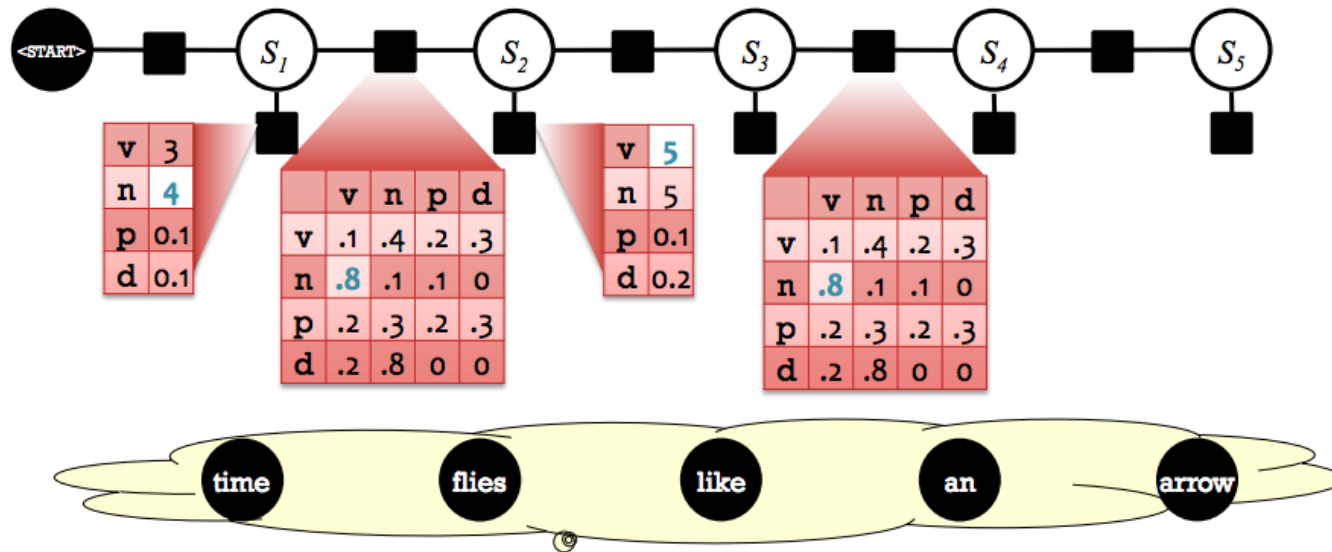 <START> S1 S2 S3 S4 S5
v 3
n 4
p 0.1
d 0.1
v n p d
v .1 .4 .2 .3
n .8 .1 .1 0
p .2 .3 .2 .3
d .2 .8 0 0
v 5
n 5
p 0.1
d 0.2
v n p d
v .1 .4 .2 .3
n .8 .1 .1 0
p .2 .3 .2 .3
d .2 .8 0 0
time flies like an arrow